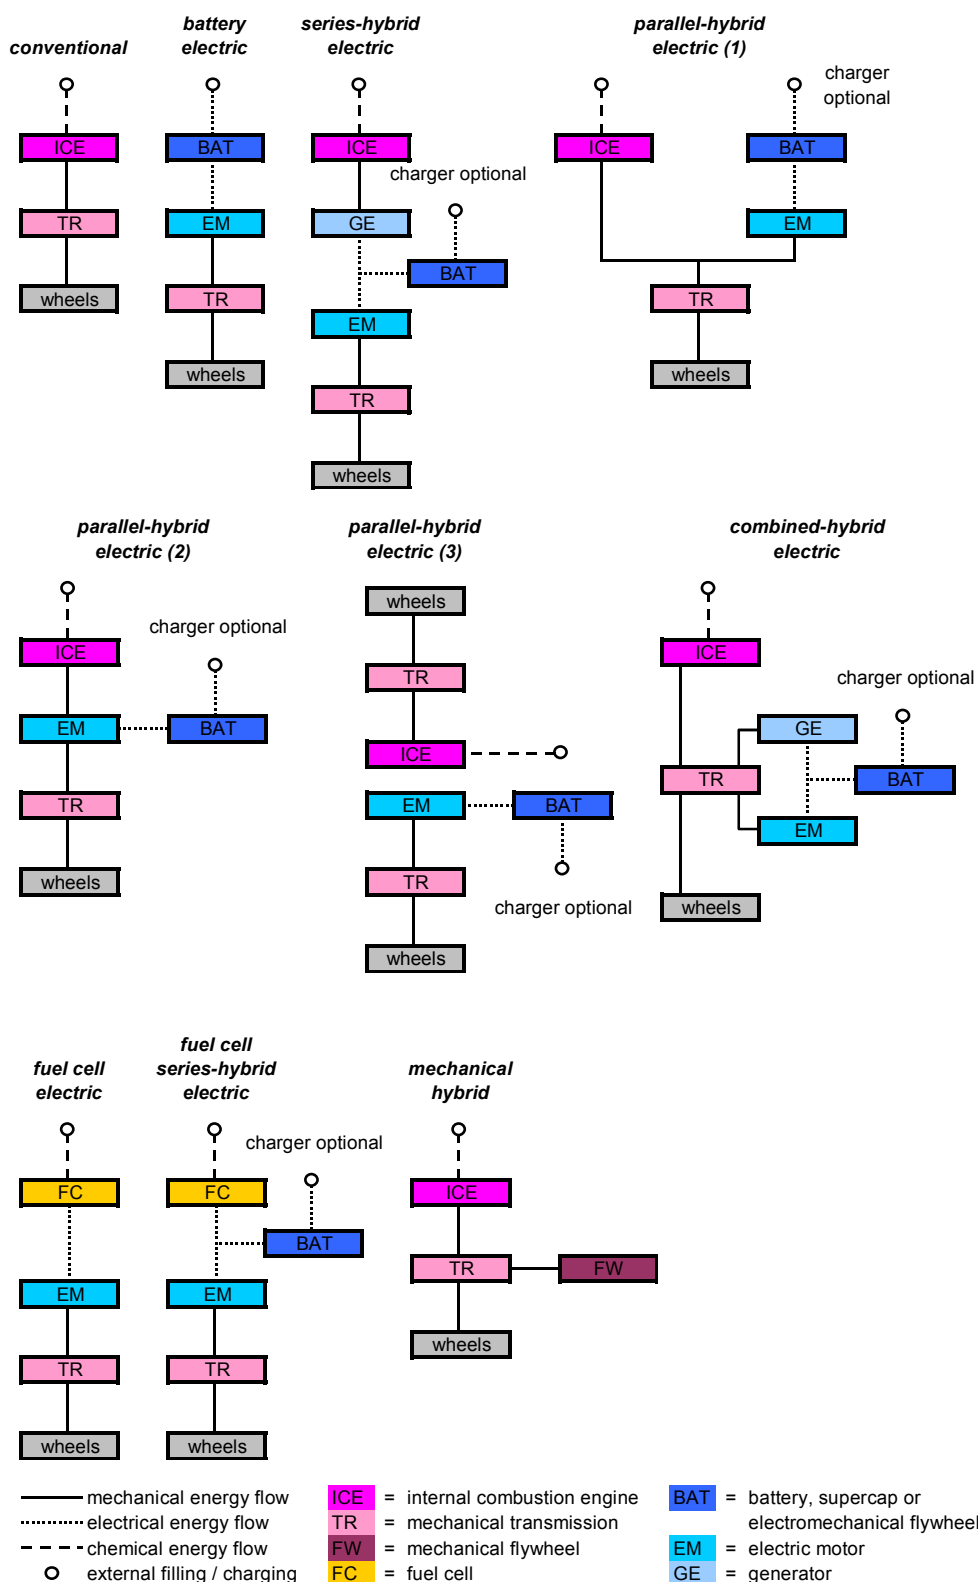 conventional
battery
electric
series-hybrid
electric
parallel-hybrid
electric (1)
charger
optional
ICE
BAT
ICE
ICE
BAT
charger optional
TR
EM
GE
EM
BAT
wheels
TR
EM
TR
wheels
TR
wheels
wheels
parallel-hybrid
electric (2)
parallel-hybrid
electric (3)
combined-hybrid
electric
wheels
charger optional
ICE
TR
ICE
charger optional
EM
BAT
ICE
GE
TR
EM
BAT
TR
BAT
EM
wheels
TR
charger optional
wheels
wheels
fuel cell
electric
fuel cell
series-hybrid
electric
mechanical
hybrid
charger optional
FC
FC
ICE
BAT
TR
FW
EM
EM
wheels
TR
TR
wheels
wheels
mechanical energy flow
electrical energy flow
chemical energy flow
external filling / charging
ICE = internal combustion engine
TR = mechanical transmission
FW = mechanical flywheel
FC = fuel cell
BAT = battery, supercap or
electromechanical flywheel
EM = electric motor
GE = generator